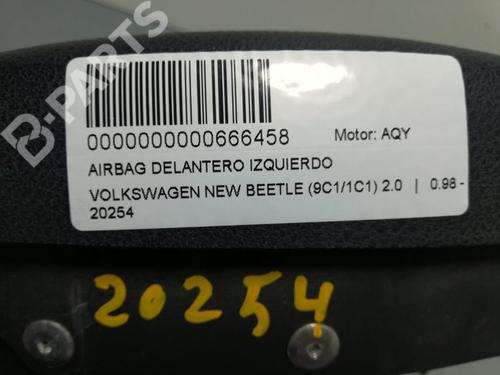 B-PARTS
0000000000666458 Motor: AQY
AIRBAG DELANTERO IZQUIERDO
VOLKSWAGEN NEW BEETLE (9C1/1C1) 2.0 | 0.98 -
20254
20254